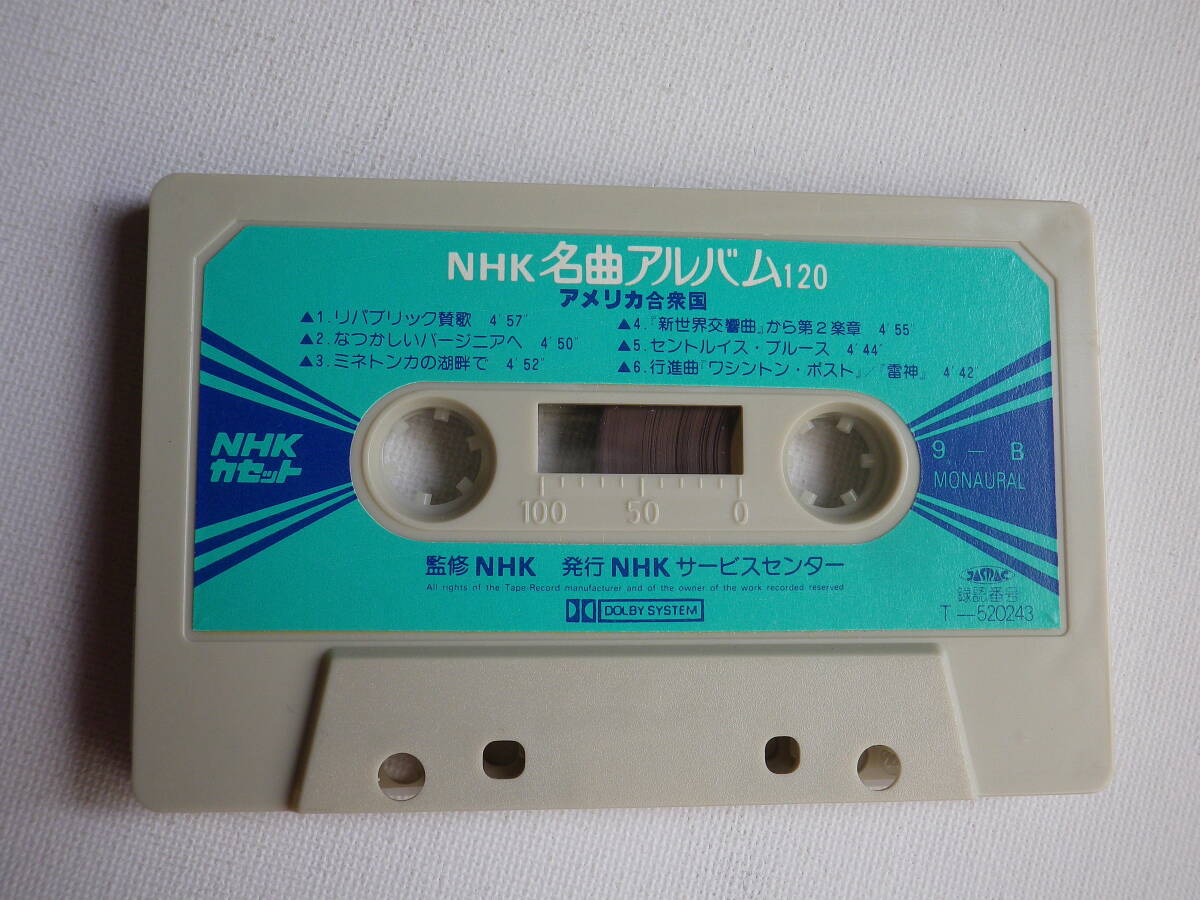 NHK 名曲アルバム120
アメリカ合衆国
▲1. リパブリック賛歌 4′57″
▲2. なつかしいバージニアへ 4′50″
▲3. ミネトンカの湖畔で 4′52″
▲4.『新世界交響曲』から第2楽章 4′55″
▲5. セントルイス・ブルース 4′44″
▲6. 行進曲『ワシントン・ポスト』／『雷神』 4′42″
NHK
カセット
9 — B
MONAURAL
100 50 0
監修 NHK 発行 NHK サービスセンター
All rights of the Tape-Record manufacturer and of the owner of the work recorded reserved
DOLBY SYSTEM
JASRAC
録認番号
T—520243